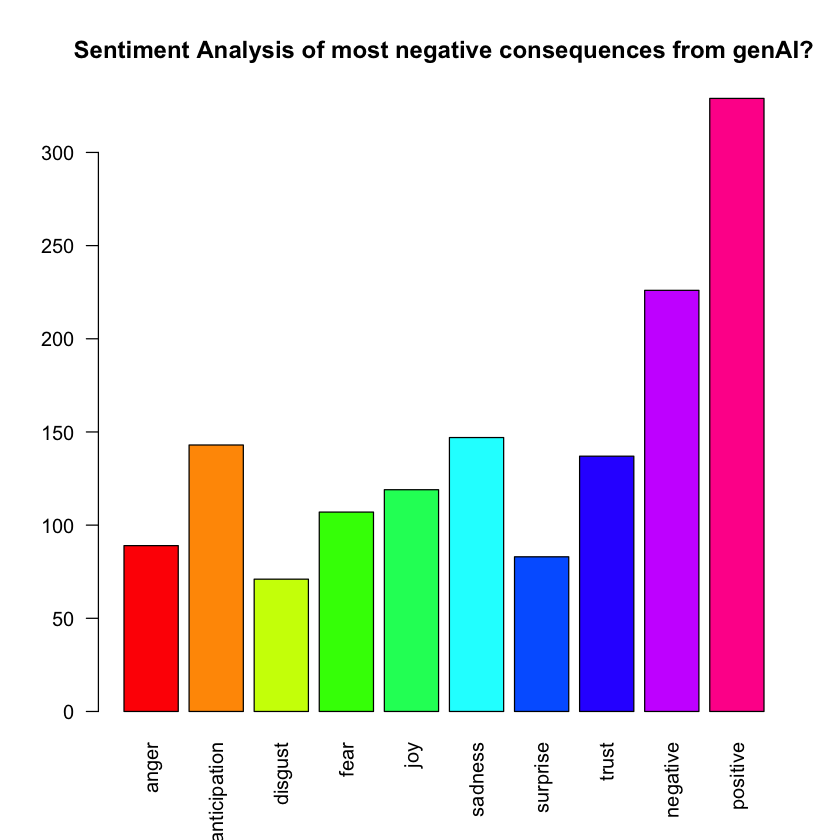 Sentiment Analysis of most negative consequences from genAI?
300
250
200
150
100
50
0
anger
anticipation
disgust
fear
joy
sadness
surprise
trust
negative
positive